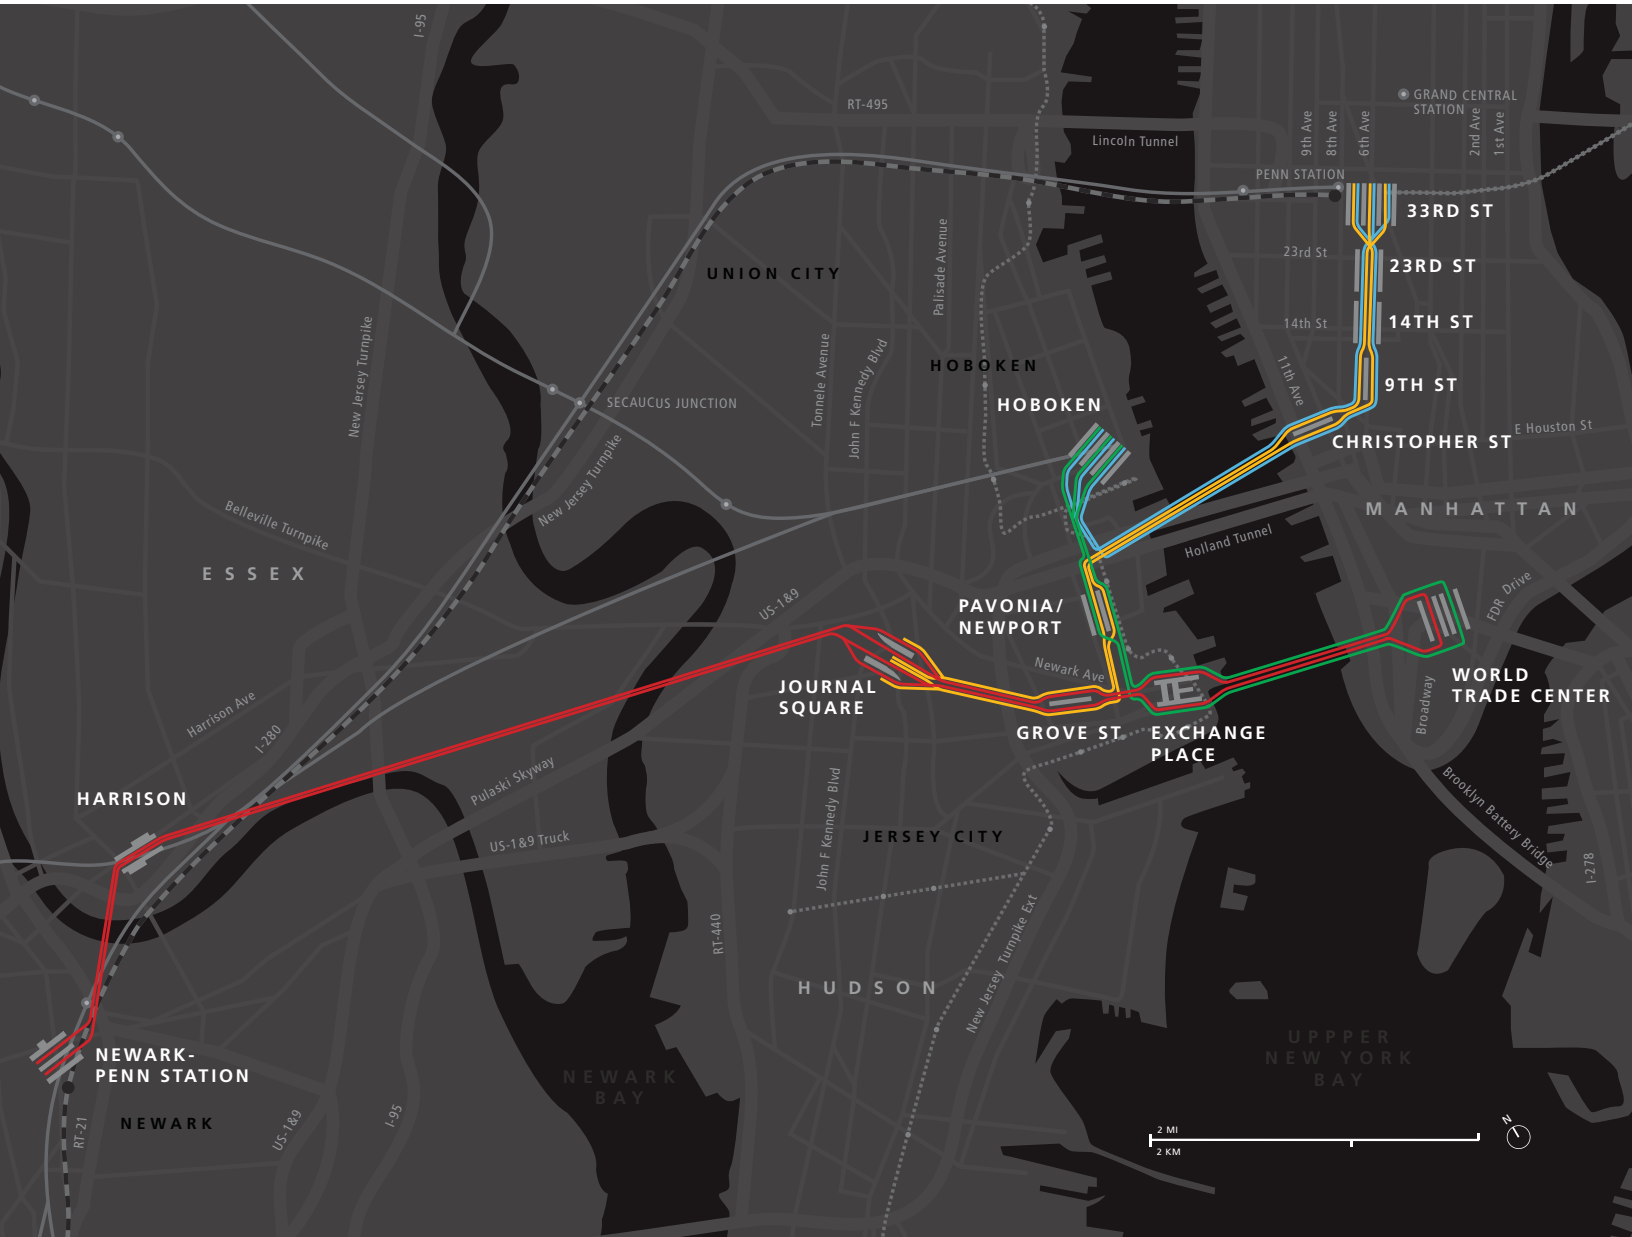 I-95
RT-495
Lincoln Tunnel
GRAND CENTRAL
STATION
9th Ave
8th Ave
6th Ave
2nd Ave
1st Ave
PENN STATION
33RD ST
23rd St
23RD ST
14th St
14TH ST
11th Ave
9TH ST
E Houston St
CHRISTOPHER ST
MANHATTAN
UNION CITY
Palisade Avenue
New Jersey Turnpike
Tonnele Avenue
John F Kennedy Blvd
HOBOKEN
HOBOKEN
SECAUCUS JUNCTION
New Jersey Turnpike
Belleville Turnpike
ESSEX
Holland Tunnel
FDR Drive
US-1&9
PAVONIA/
NEWPORT
Newark Ave
JOURNAL
SQUARE
WORLD
TRADE CENTER
Broadway
GROVE ST
EXCHANGE
PLACE
Harrison Ave
I-280
Pulaski Skyway
HARRISON
US-1&9 Truck
John F Kennedy Blvd
JERSEY CITY
Brooklyn Battery Bridge
I-278
RT-440
New Jersey Turnpike Ext
HUDSON
NEWARK-
PENN STATION
NEWARK
RT-21
US-1&9
I-95
NEWARK
BAY
UPPPER
NEW YORK
BAY
2 MI
2 KM
N